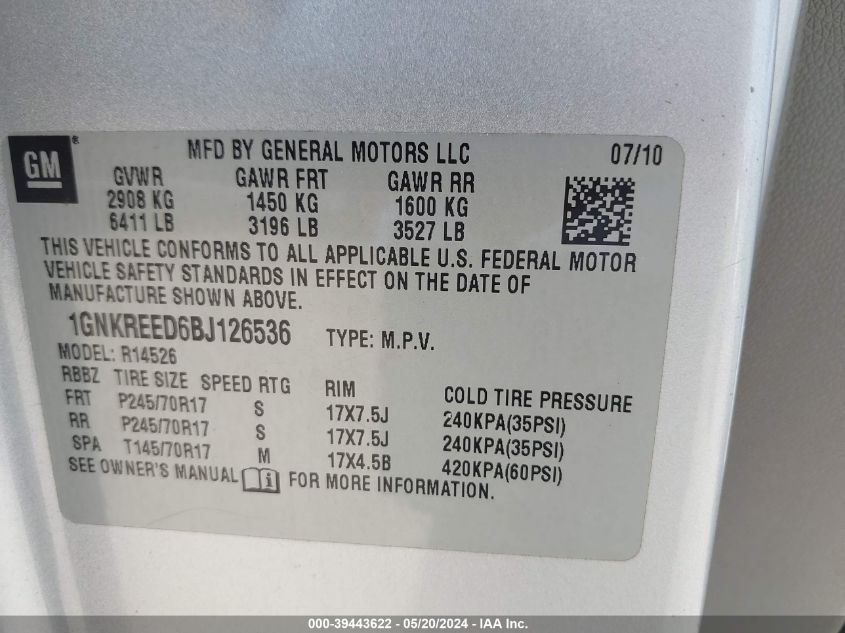 GM ®
MFD BY GENERAL MOTORS LLC 07/10
GVWR GAWR FRT GAWR RR
2908 KG 1450 KG 1600 KG
6411 LB 3196 LB 3527 LB
THIS VEHICLE CONFORMS TO ALL APPLICABLE U.S. FEDERAL MOTOR
VEHICLE SAFETY STANDARDS IN EFFECT ON THE DATE OF
MANUFACTURE SHOWN ABOVE.
1GNKREED6BJ126536 TYPE: M.P.V.
MODEL: R14526
RBBZ TIRE SIZE SPEED RTG RIM COLD TIRE PRESSURE
FRT P245/70R17 S 17X7.5J 240KPA(35PSI)
RR P245/70R17 S 17X7.5J 240KPA(35PSI)
SPA T145/70R17 M 17X4.5B 420KPA(60PSI)
SEE OWNER'S MANUAL i FOR MORE INFORMATION.
000-39443622 - 05/20/2024 - IAA Inc.